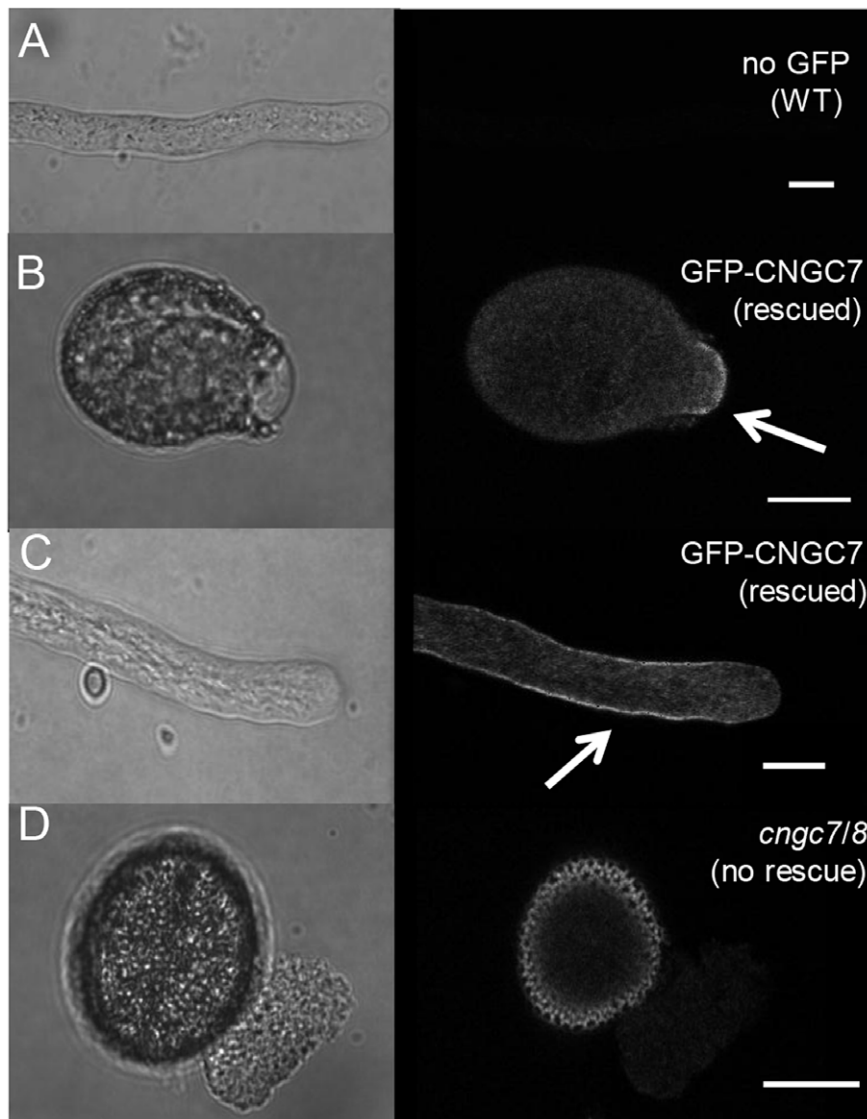 A
no GFP
(WT)
B
GFP-CNGC7
(rescued)
C
GFP-CNGC7
(rescued)
D
cngc7/8
(no rescue)